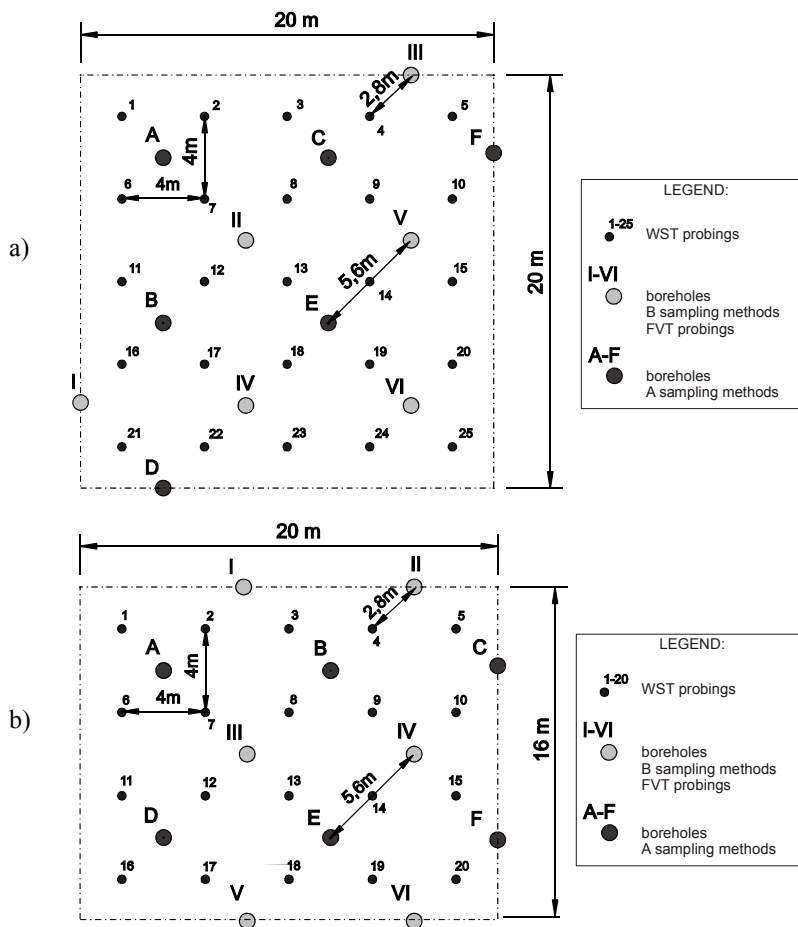 20 m
III
2,8m
1 2 3 4 5
A C F
4m
4m
6 7 8 9 10
II V
a)
5,6m
20 m
11 12 13 14 15
B E
16 17 18 19 20
I IV VI
21 22 23 24 25
D
LEGEND:
1-25 WST probings
I-VI
boreholes
B sampling methods
FVT probings
A-F
boreholes
A sampling methods
20 m
I II
2,8m
1 2 3 4 5
A B C
4m
4m
6 7 8 9 10
III IV
b)
5,6m
16 m
11 12 13 14 15
D E F
16 17 18 19 20
V VI
LEGEND:
1-20 WST probings
I-VI
boreholes
B sampling methods
FVT probings
A-F
boreholes
A sampling methods